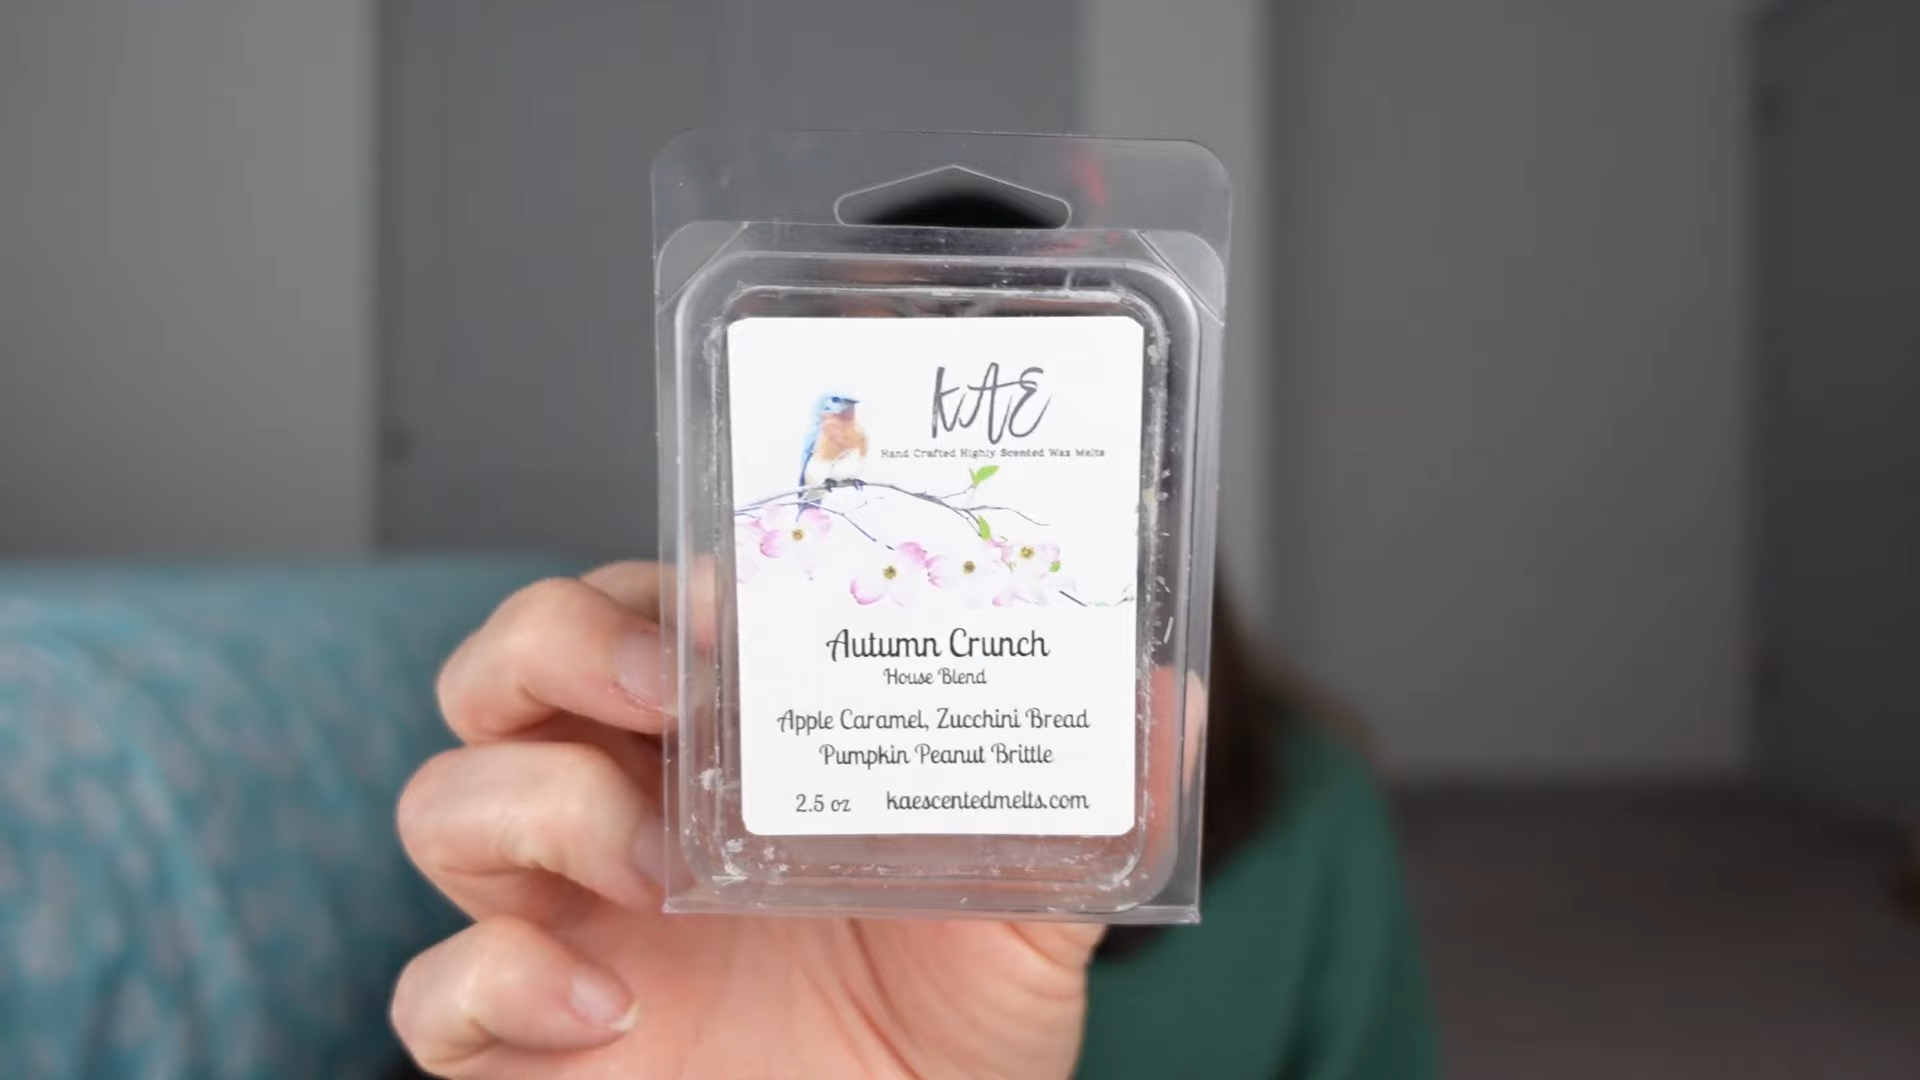 KAE
Hand Crafted Highly Scented Wax Melts
Autumn Crunch
House Blend
Apple Caramel, Zucchini Bread
Pumpkin Peanut Brittle
2.5 oz kaescentedmelts.com